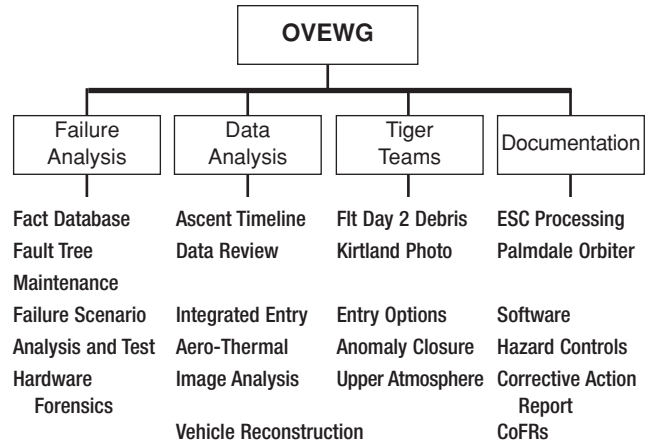 OVEWG
Failure
Analysis
Data
Analysis
Tiger
Teams
Documentation
Fact Database
Fault Tree
Maintenance
Failure Scenario
Analysis and Test
Hardware
Forensics
Ascent Timeline
Data Review
Integrated Entry
Aero-Thermal
Image Analysis
Vehicle Reconstruction
Flt Day 2 Debris
Kirtland Photo
Entry Options
Anomaly Closure
Upper Atmosphere
ESC Processing
Palmdale Orbiter
Software
Hazard Controls
Corrective Action
Report
CoFRs